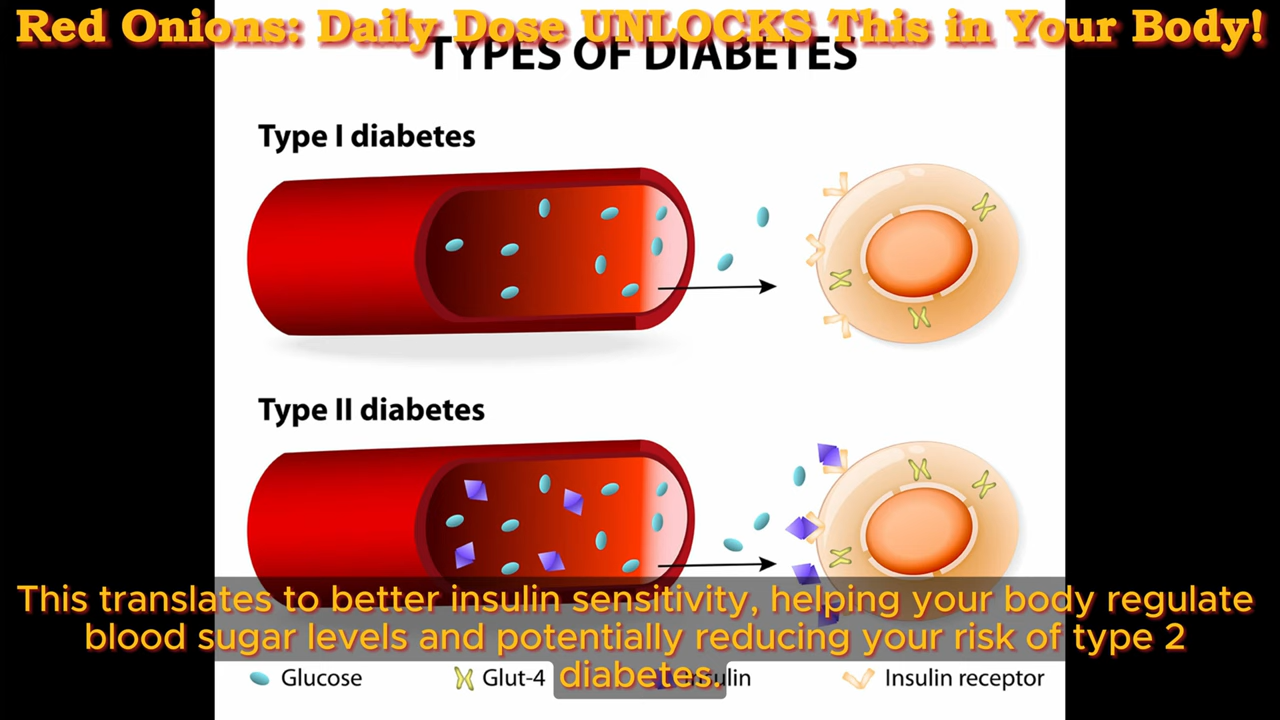 Red Onions: Daily Dose UNLOCKS This in Your Body!
TYPES OF DIABETES
Type I diabetes
Type II diabetes
This translates to better insulin sensitivity, helping your body regulate
blood sugar levels and potentially reducing your risk of type 2
diabetes.
Glucose
Glut-4
Insulin
Insulin receptor